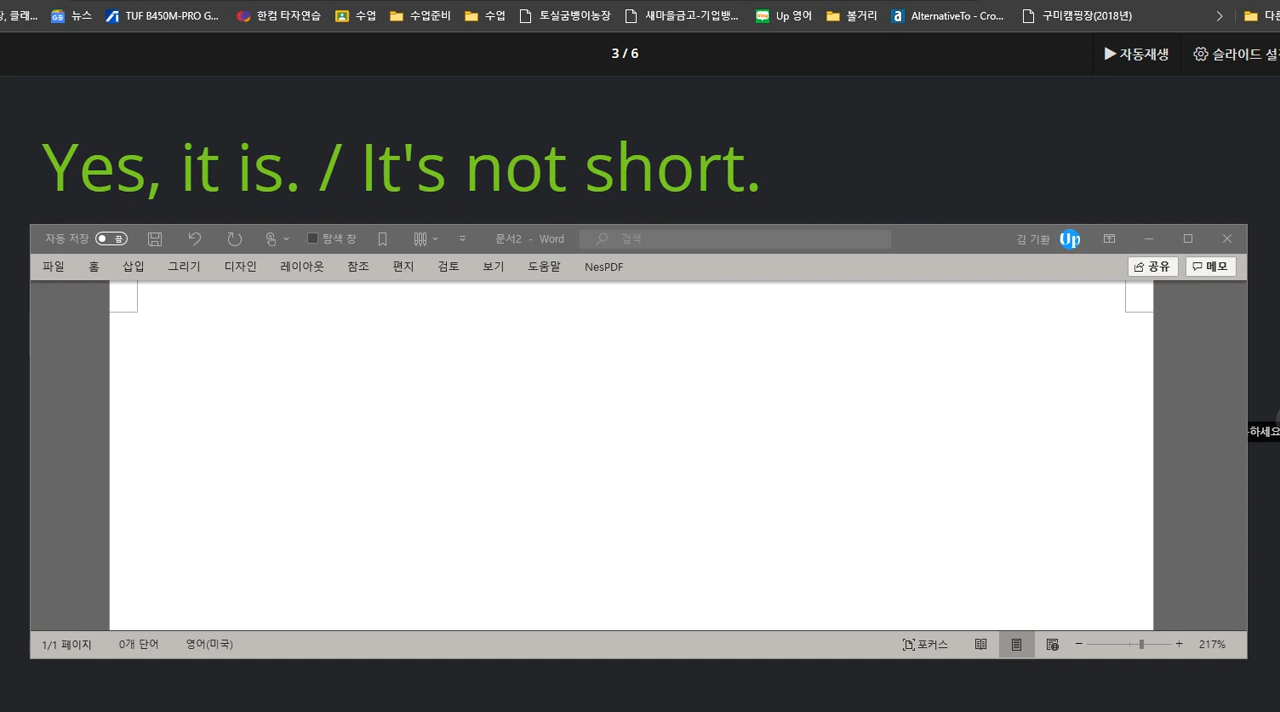 장, 클래... 뉴스 TUF B450M-PRO G... 한컴 타자연습 수업 수업준비 수업 토실굼벵이농장 새마을금고-기업뱅... Up 영어 볼거리 AlternativeTo - Cro... 구미캠핑장(2018년) 다른
3 / 6 자동재생 슬라이드 설정
Yes, it is. / It's not short.
자동 저장 끔 탐색 창 문서2 - Word 검색 김 기환 Up
파일 홈 삽입 그리기 디자인 레이아웃 참조 편지 검토 보기 도움말 NesPDF 공유 메모
하세요
1/1 페이지 0개 단어 영어(미국) 포커스 217%